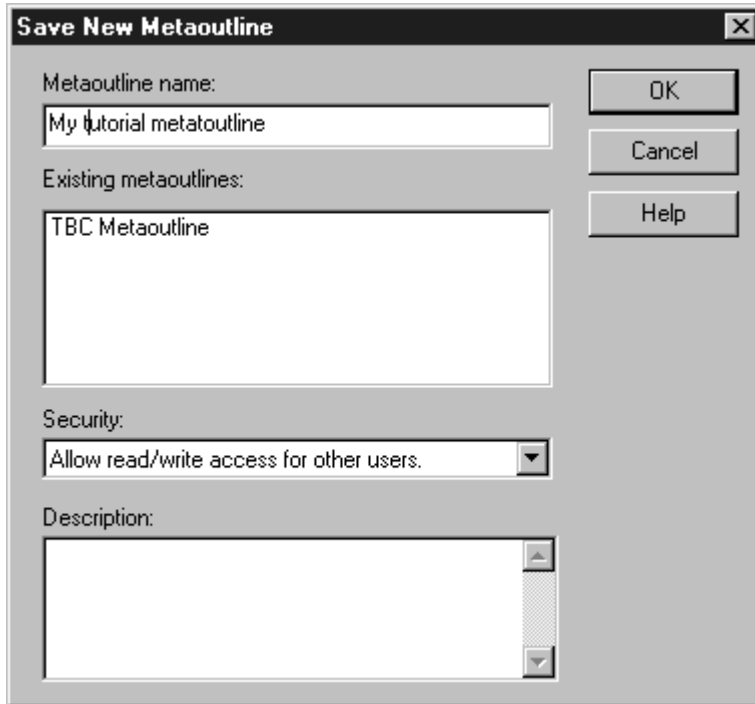 Save New Metaoutline
Metaoutline name:
OK
My tutorial metatoutline
Cancel
Existing metaoutlines:
Help
TBC Metaoutline
Security:
Allow read/write access for other users.
Description: